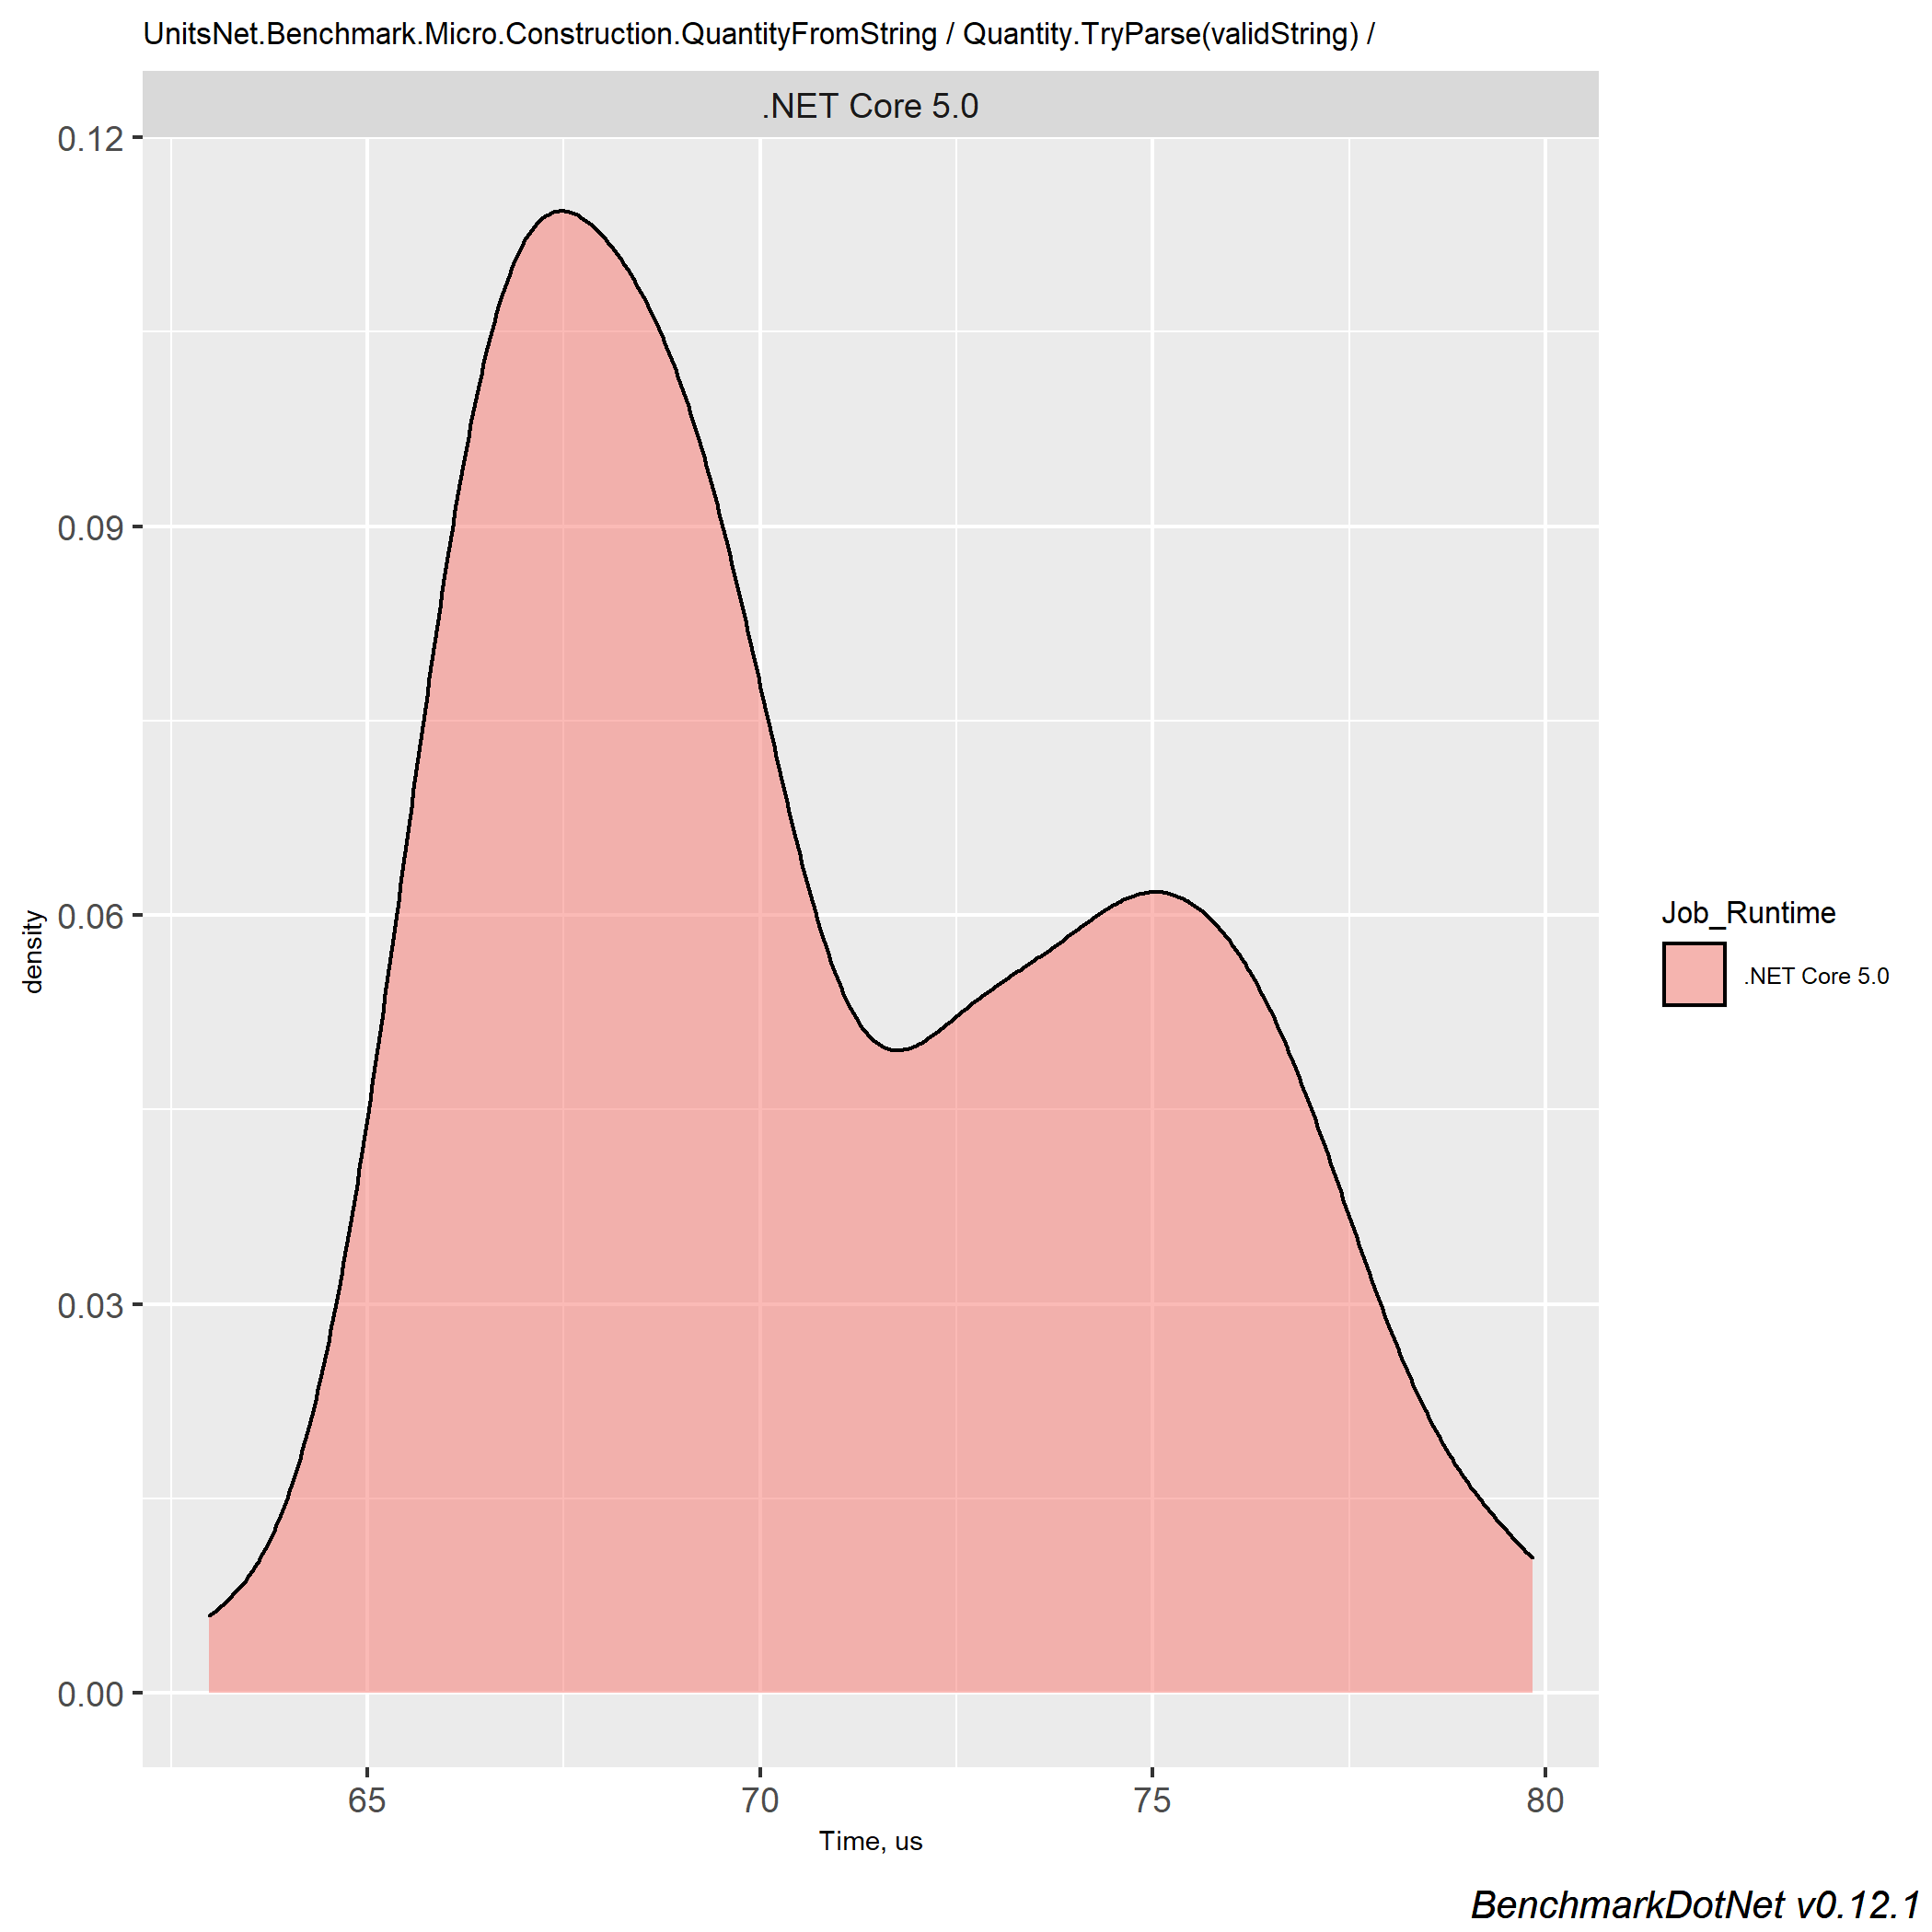 UnitsNet.Benchmark.Micro.Construction.QuantityFromString / Quantity.TryParse(validString) /
.NET Core 5.0
0.12
0.09
0.06
0.03
0.00
density
65 70 75 80
Time, us
Job_Runtime
.NET Core 5.0
BenchmarkDotNet v0.12.1